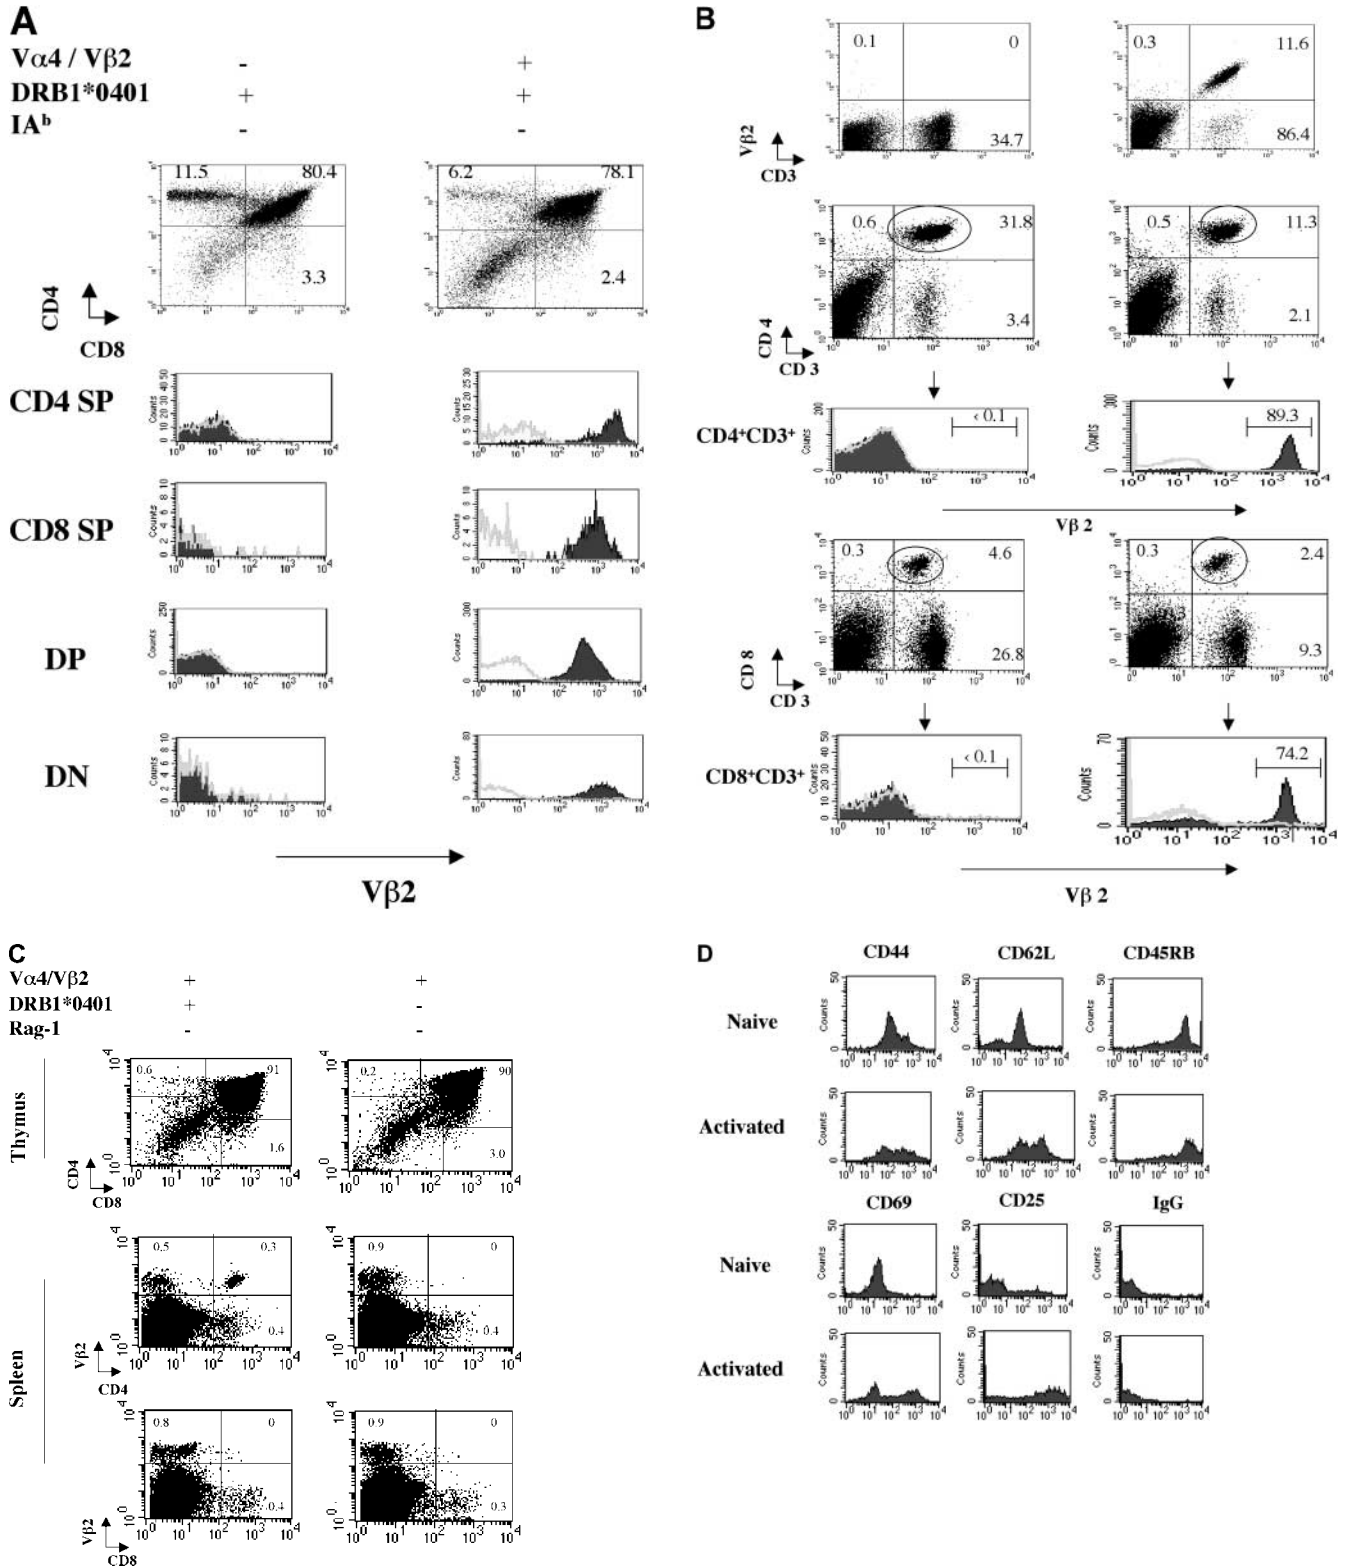 A
Vα4 / Vβ2 - +
DRB1*0401 + +
IAᵇ - -
11.5 80.4
3.3
6.2 78.1
2.4
CD4
CD8
CD4 SP
CD8 SP
DP
DN
Counts
Vβ2
B
0.1 0
34.7
0.3 11.6
86.4
Vβ2
CD3
0.6 31.8
3.4
0.5 11.3
2.1
CD 4
CD 3
CD4⁺CD3⁺
< 0.1
89.3
Counts
Vβ 2
0.3 4.6
26.8
0.3 2.4
9.3
CD 8
CD 3
CD8⁺CD3⁺
< 0.1
74.2
Counts
Vβ 2
C
Vα4/Vβ2 + +
DRB1*0401 + -
Rag-1 - -
Thymus
0.6 91
1.6
0.2 90
3.0
CD4
CD8
Spleen
0.5 0.3
0.4
0.9 0
0.4
Vβ2
CD4
0.8 0
0.4
0.9 0
0.3
Vβ2
CD8
D
CD44 CD62L CD45RB
Naive
Activated
CD69 CD25 IgG
Naive
Activated
Counts